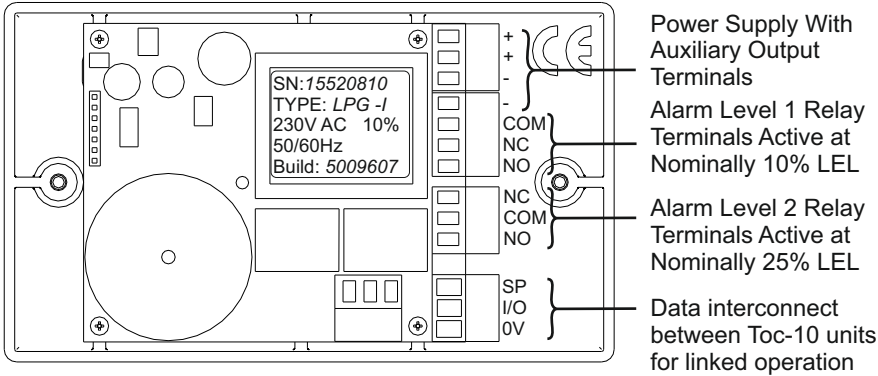 SN:15520810
TYPE: LPG -I
230V AC 10%
50/60Hz
Build: 5009607
+
+
-
-
COM
NC
NO
NC
COM
NO
SP
I/O
0V
CE
Power Supply With
Auxiliary Output
Terminals
Alarm Level 1 Relay
Terminals Active at
Nominally 10% LEL
Alarm Level 2 Relay
Terminals Active at
Nominally 25% LEL
Data interconnect
between Toc-10 units
for linked operation